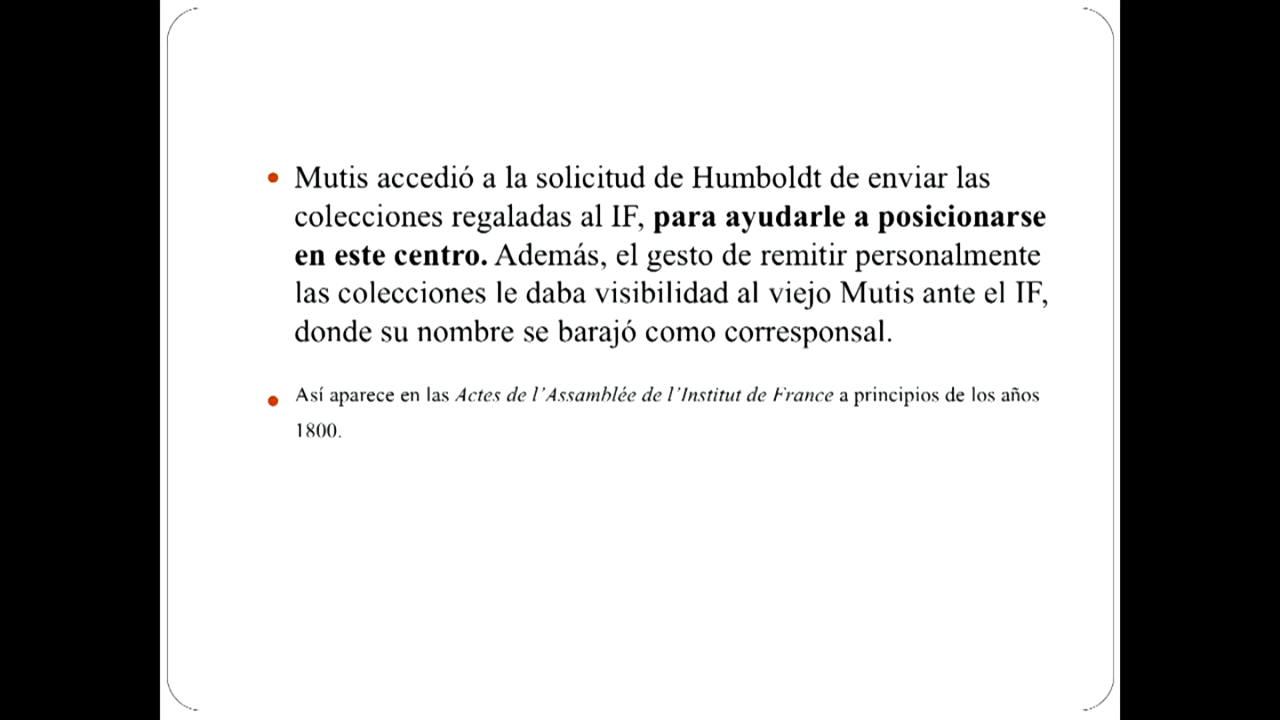 • Mutis accedió a la solicitud de Humboldt de enviar las
colecciones regaladas al IF, para ayudarle a posicionarse
en este centro. Además, el gesto de remitir personalmente
las colecciones le daba visibilidad al viejo Mutis ante el IF,
donde su nombre se barajó como corresponsal.
• Así aparece en las Actes de l’Assamblée de l’Institut de France a principios de los años
1800.